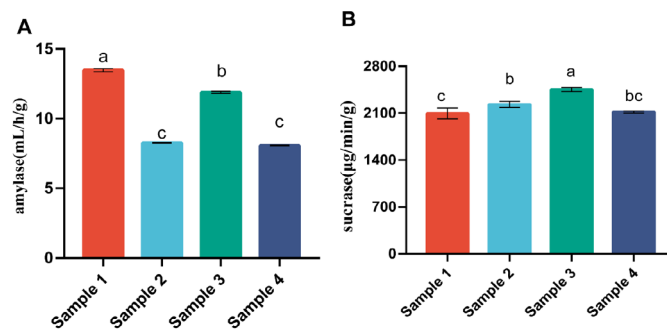 A
amylase(mL/h/g)
15
10
5
0
a
c
b
c
Sample 1
Sample 2
Sample 3
Sample 4
B
sucrase(μg/min/g)
2800
2100
1400
700
0
c
b
a
bc
Sample 1
Sample 2
Sample 3
Sample 4